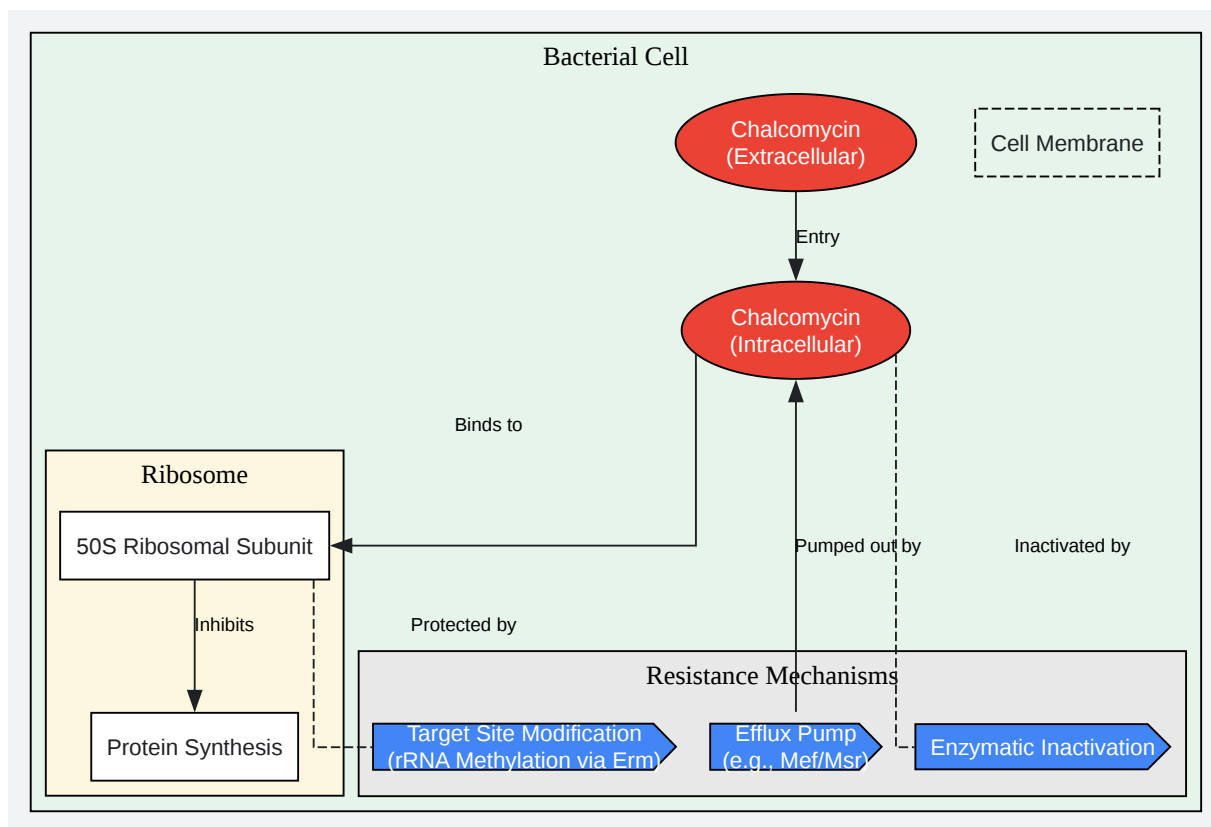 Bacterial Cell
Chalcomycin
(Extracellular)
Cell Membrane
Entry
Chalcomycin
(Intracellular)
Binds to
Ribosome
50S Ribosomal Subunit
Pumped out by
Inactivated by
Inhibits
Protected by
Resistance Mechanisms
Protein Synthesis
Target Site Modification
(rRNA Methylation via Erm)
Efflux Pump
(e.g., Mef/Msr)
Enzymatic Inactivation